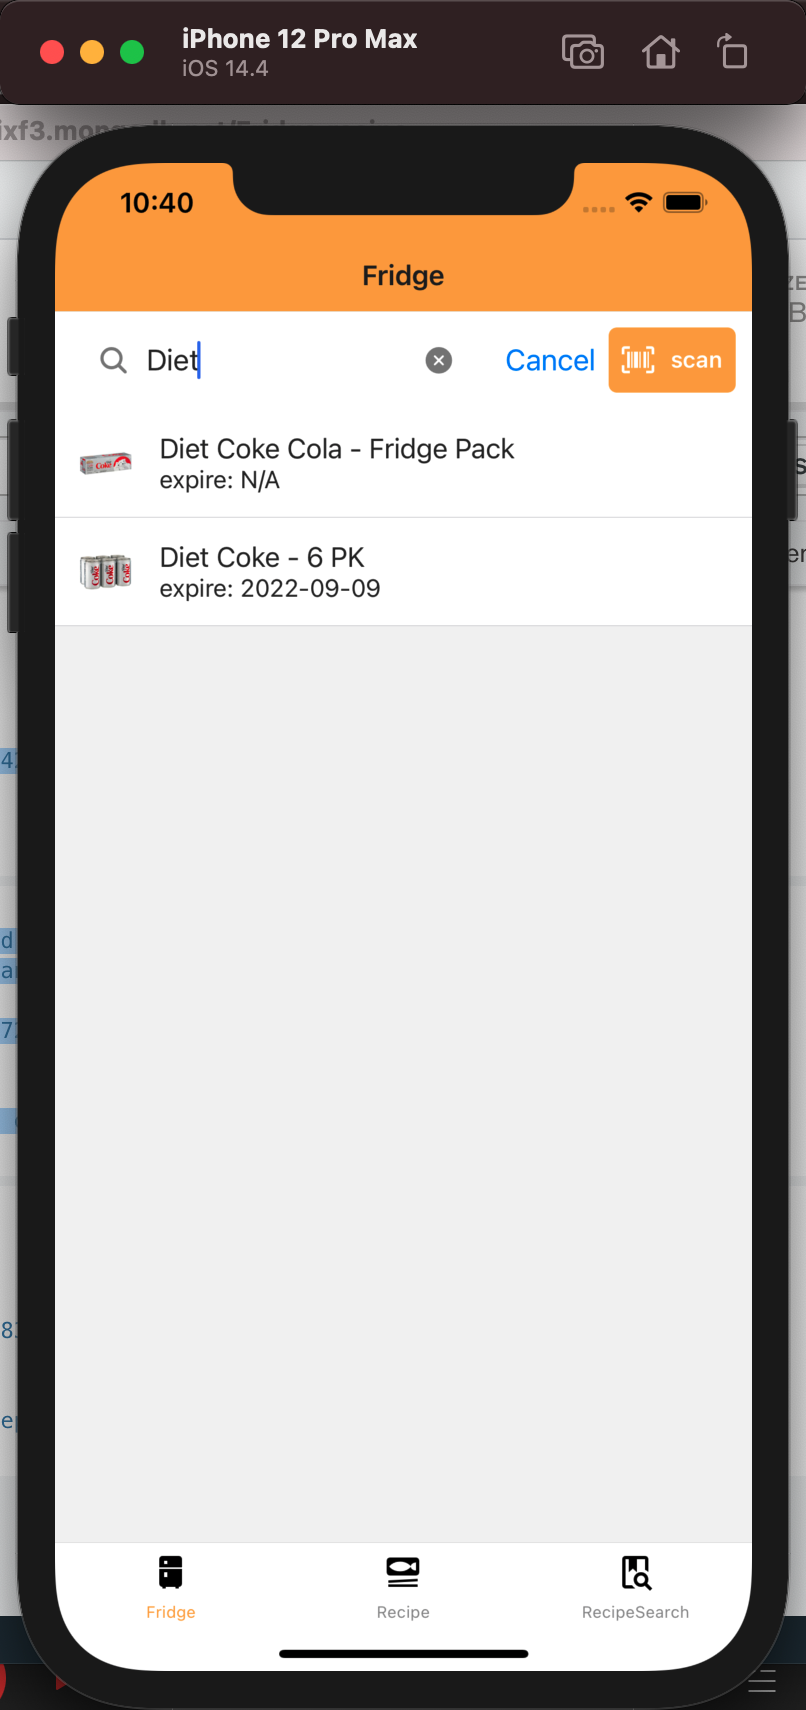 iPhone 12 Pro Max
iOS 14.4
10:40
Fridge
Diet
Cancel
scan
Diet Coke Cola - Fridge Pack
expire: N/A
Diet Coke - 6 PK
expire: 2022-09-09
Fridge
Recipe
RecipeSearch